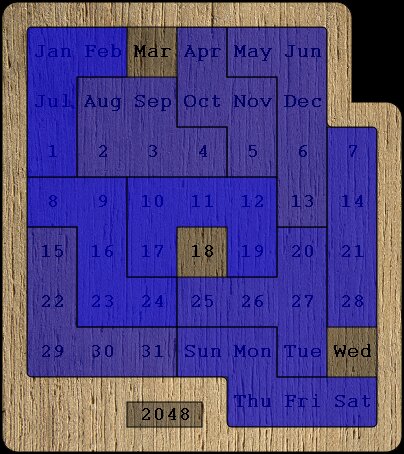 Jan Feb Mar Apr May Jun
Jul Aug Sep Oct Nov Dec
1 2 3 4 5 6 7
8 9 10 11 12 13 14
15 16 17 18 19 20 21
22 23 24 25 26 27 28
29 30 31 Sun Mon Tue Wed
Thu Fri Sat
2048